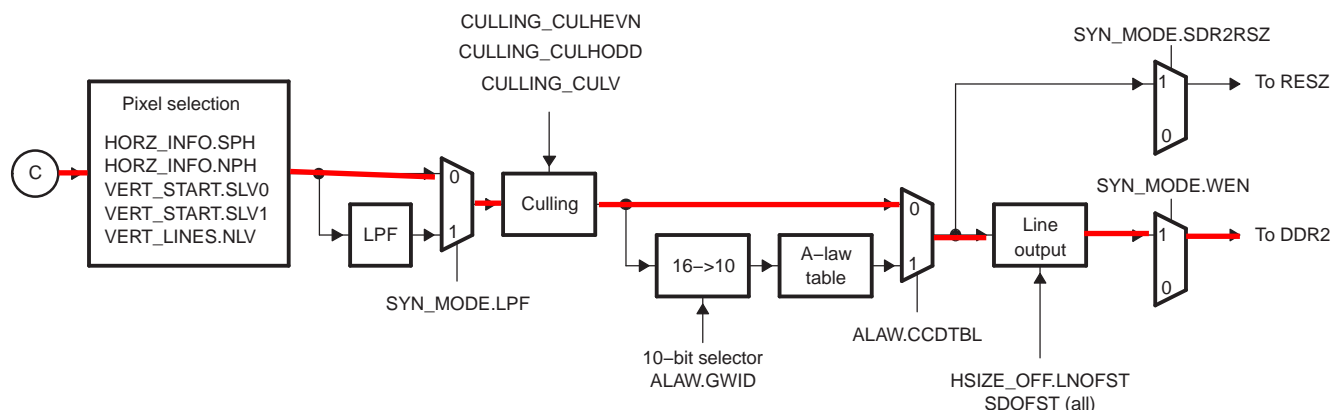 CULLING_CULHEVN
CULLING_CULHODD
CULLING_CULV
SYN_MODE.SDR2RSZ
Pixel selection
HORZ_INFO.SPH
HORZ_INFO.NPH
VERT_START.SLV0
VERT_START.SLV1
VERT_LINES.NLV
C
0
1
LPF
SYN_MODE.LPF
Culling
16->10
A-law
table
10-bit selector
ALAW.GWID
0
1
ALAW.CCDTBL
1
0
To RESZ
Line
output
HSIZE_OFF.LNOFST
SDOFST (all)
SYN_MODE.WEN
1
0
To DDR2